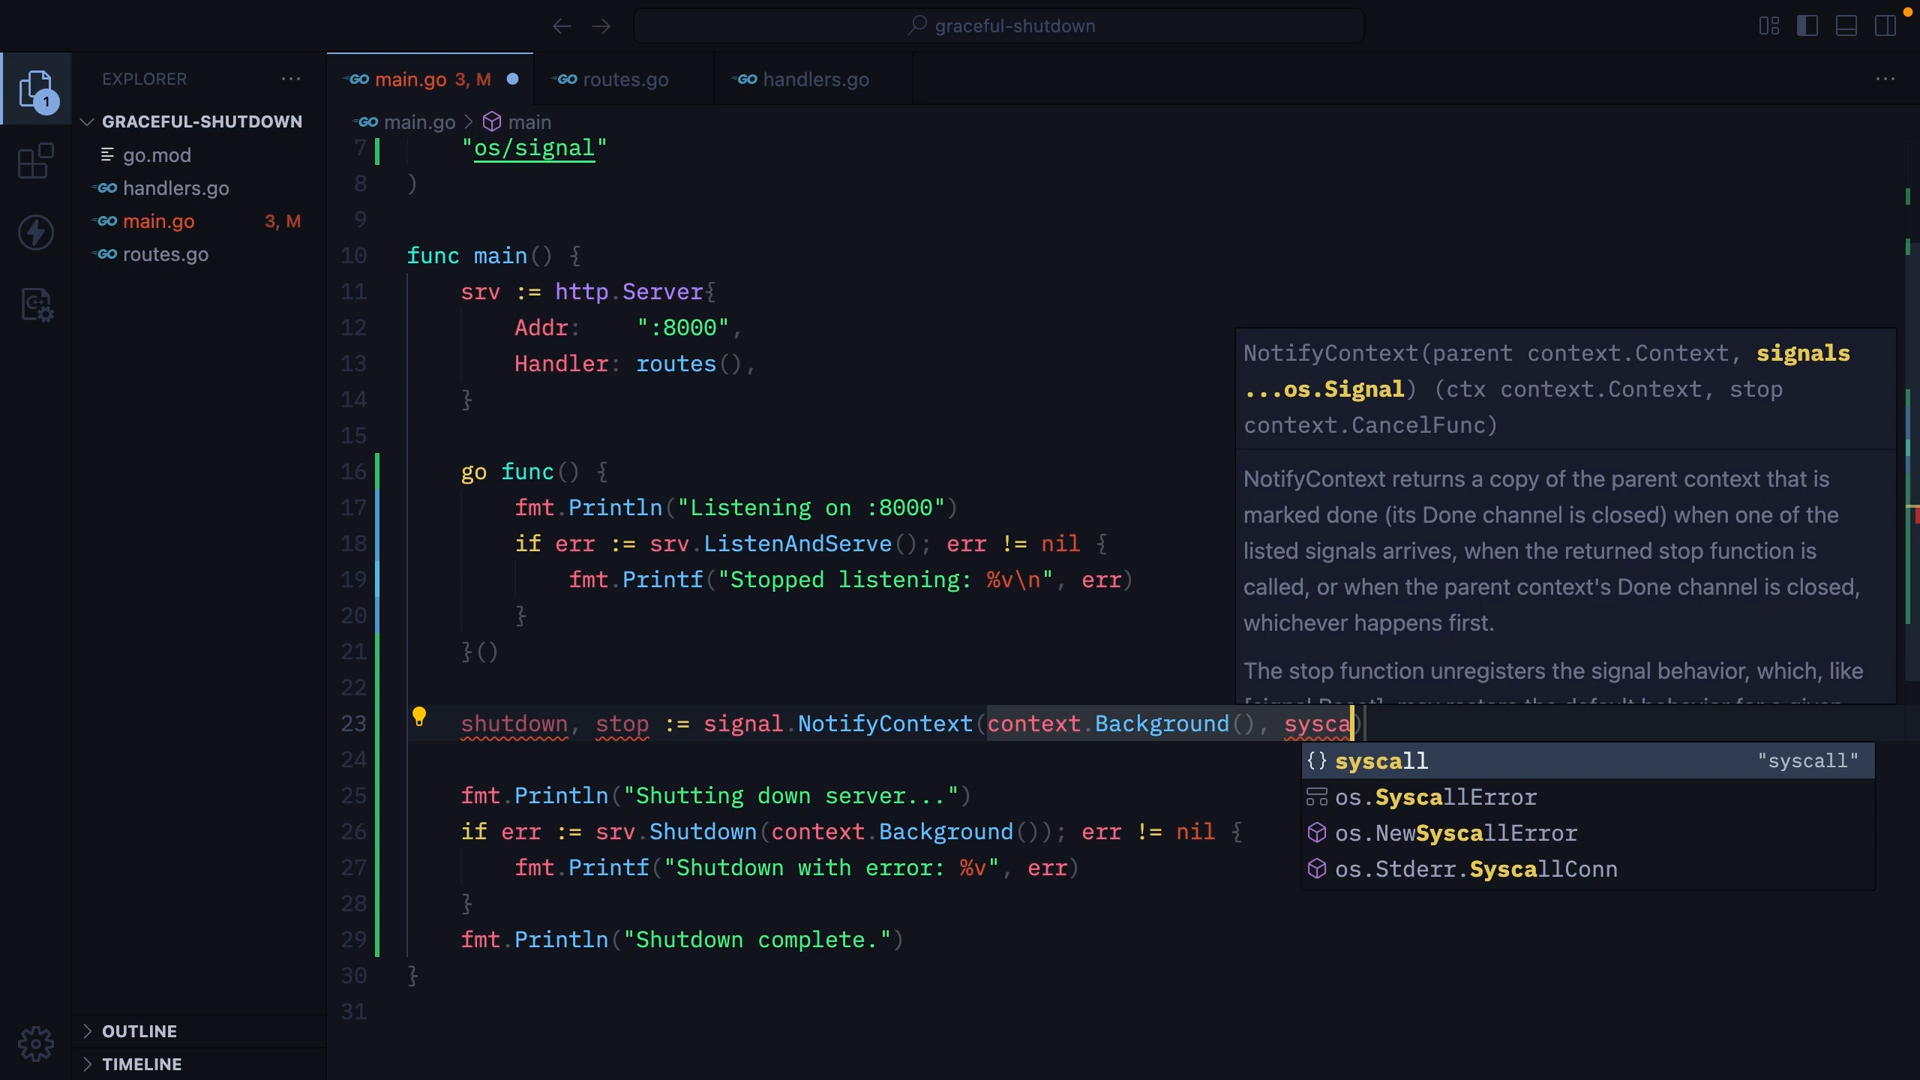 graceful-shutdown
EXPLORER
1
GRACEFUL-SHUTDOWN
go.mod
GO handlers.go
GO main.go 3, M
GO routes.go
OUTLINE
TIMELINE
GO main.go 3, M
GO routes.go
GO handlers.go
GO main.go > main
7 "os/signal"
8 )
9
10 func main() {
11 srv := http.Server{
12 Addr: ":8000",
13 Handler: routes(),
14 }
15
16 go func() {
17 fmt.Println("Listening on :8000")
18 if err := srv.ListenAndServe(); err != nil {
19 fmt.Printf("Stopped listening: %v\n", err)
20 }
21 }()
22
23 shutdown, stop := signal.NotifyContext(context.Background(), sysca)
24
25 fmt.Println("Shutting down server...")
26 if err := srv.Shutdown(context.Background()); err != nil {
27 fmt.Printf("Shutdown with error: %v", err)
28 }
29 fmt.Println("Shutdown complete.")
30 }
31
NotifyContext(parent context.Context, signals
...os.Signal) (ctx context.Context, stop
context.CancelFunc)
NotifyContext returns a copy of the parent context that is
marked done (its Done channel is closed) when one of the
listed signals arrives, when the returned stop function is
called, or when the parent context's Done channel is closed,
whichever happens first.
The stop function unregisters the signal behavior, which, like
{} syscall "syscall"
os.SyscallError
os.NewSyscallError
os.Stderr.SyscallConn